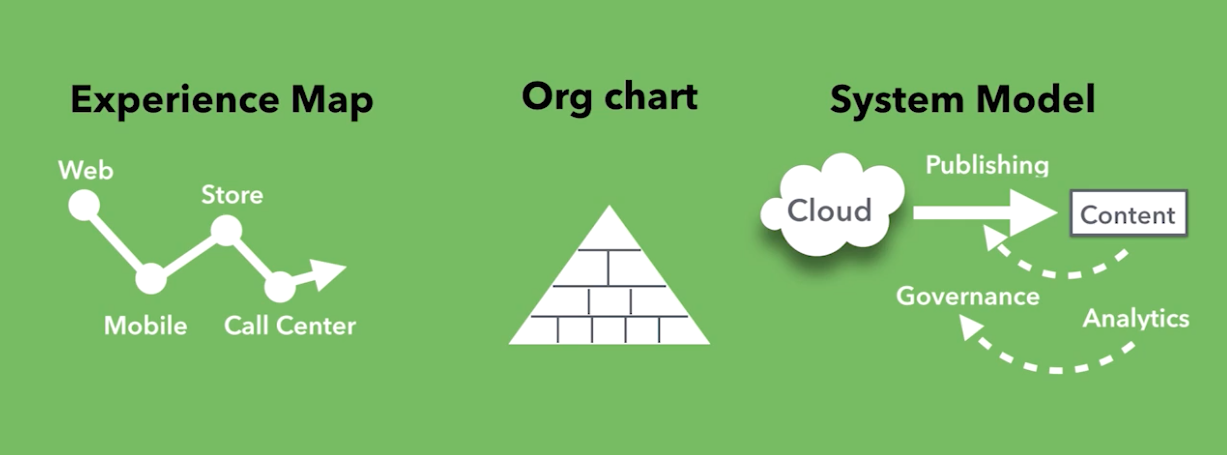 Experience Map
Org chart
System Model
Web
Store
Mobile
Call Center
Publishing
Cloud
Content
Governance
Analytics